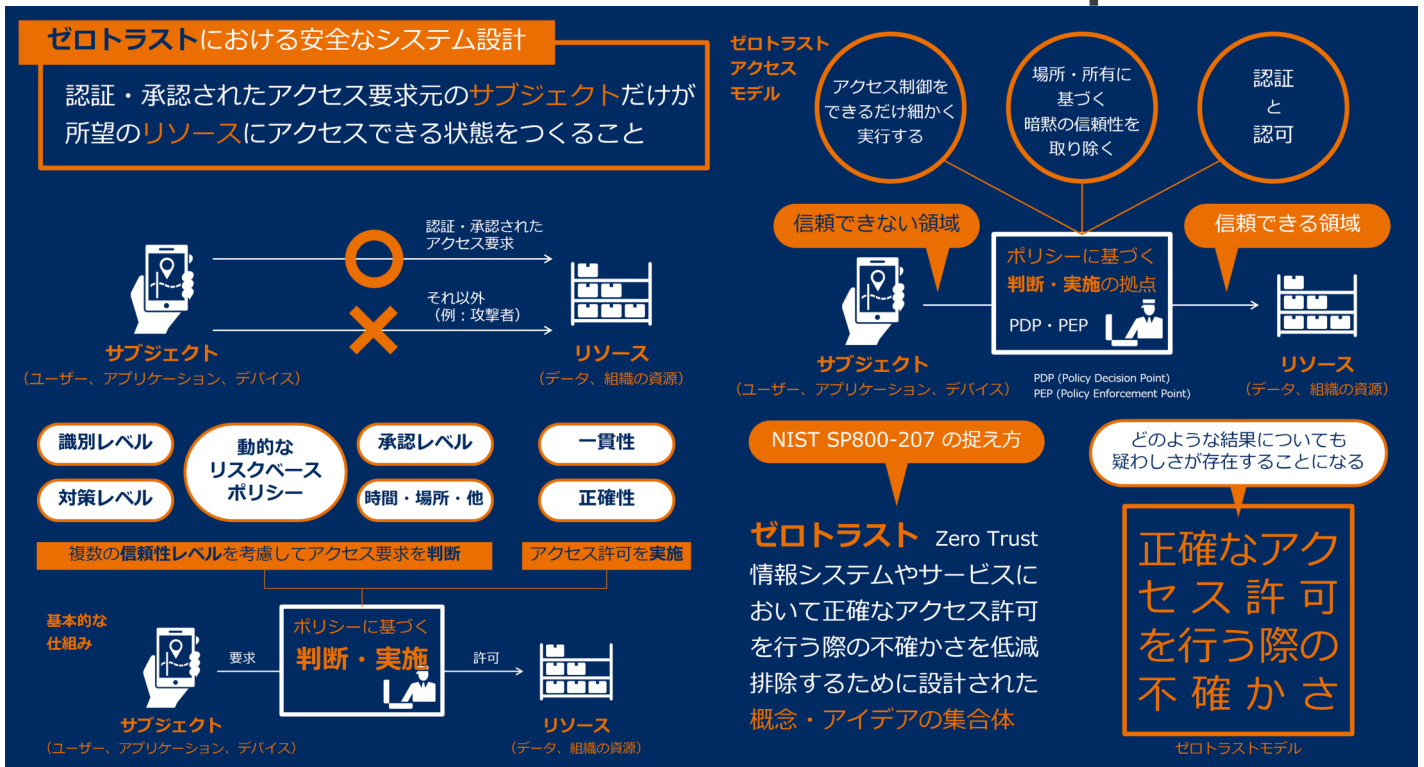 ゼロトラストにおける安全なシステム設計
認証・承認されたアクセス要求元のサブジェクトだけが
所望のリソースにアクセスできる状態をつくること
認証・承認された
アクセス要求
それ以外
（例：攻撃者）
サブジェクト
（ユーザー、アプリケーション、デバイス）
リソース
（データ、組織の資源）
識別レベル
対策レベル
動的な
リスクベース
ポリシー
承認レベル
時間・場所・他
一貫性
正確性
複数の信頼性レベルを考慮してアクセス要求を判断
アクセス許可を実施
基本的な
仕組み
要求
ポリシーに基づく
判断・実施
許可
サブジェクト
（ユーザー、アプリケーション、デバイス）
リソース
（データ、組織の資源）
ゼロトラスト
アクセス
モデル
アクセス制御を
できるだけ細かく
実行する
場所・所有に
基づく
暗黙の信頼性を
取り除く
認証
と
認可
信頼できない領域
信頼できる領域
ポリシーに基づく
判断・実施の拠点
PDP・PEP
サブジェクト
（ユーザー、アプリケーション、デバイス）
PDP (Policy Decision Point)
PEP (Policy Enforcement Point)
リソース
（データ、組織の資源）
NIST SP800-207 の捉え方
ゼロトラスト Zero Trust
情報システムやサービスに
おいて正確なアクセス許可
を行う際の不確かさを低減
排除するために設計された
概念・アイデアの集合体
どのような結果についても
疑わしさが存在することになる
正確なアク
セス許可
を行う際の
不確かさ
ゼロトラストモデル